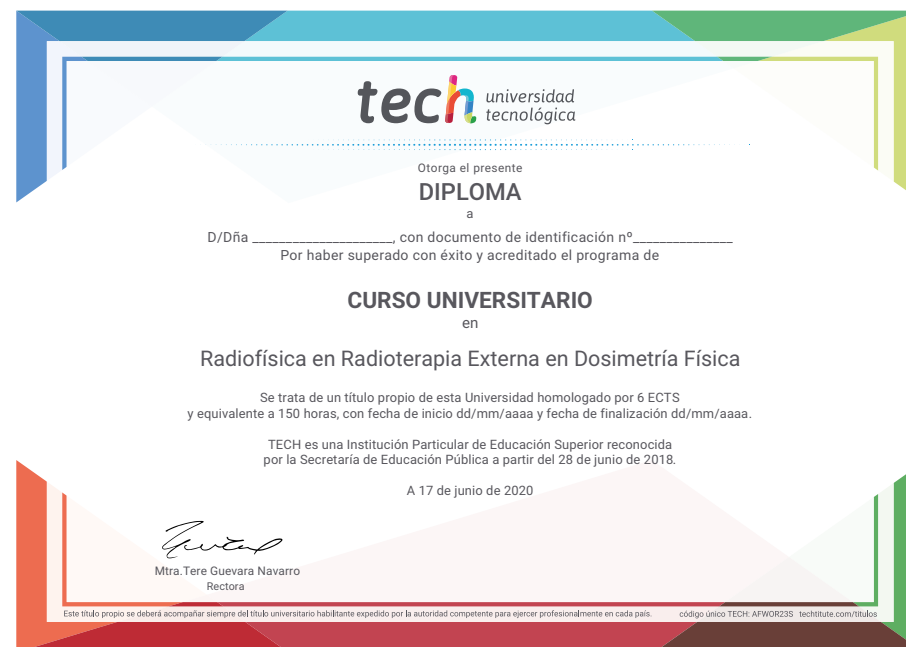 tech universidad
tecnológica
Otorga el presente
DIPLOMA
a
D/Dña _____________________, con documento de identificación nº_______________
Por haber superado con éxito y acreditado el programa de
CURSO UNIVERSITARIO
en
Radiofísica en Radioterapia Externa en Dosimetría Física
Se trata de un título propio de esta Universidad homologado por 6 ECTS
y equivalente a 150 horas, con fecha de inicio dd/mm/aaaa y fecha de finalización dd/mm/aaaa.
TECH es una Institución Particular de Educación Superior reconocida
por la Secretaría de Educación Pública a partir del 28 de junio de 2018.
A 17 de junio de 2020
Mtra.Tere Guevara Navarro
Rectora
Este título propio se deberá acompañar siempre del título universitario habilitante expedido por la autoridad competente para ejercer profesionalmente en cada país. código único TECH: AFWOR23S techtitute.com/titulos